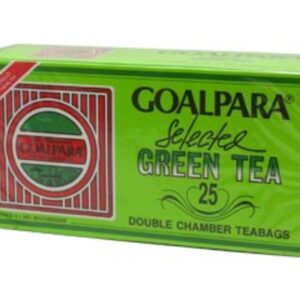 GOALPARA®
Selected
GREEN TEA
25
DOUBLE CHAMBER TEABAGS
GOALPARA